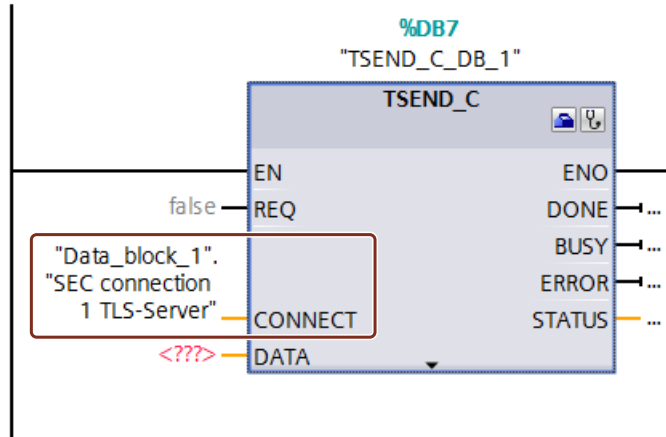 %DB7
"TSEND_C_DB_1"
TSEND_C
EN ENO
false REQ DONE ...
"Data_block_1". BUSY ...
"SEC connection ERROR ...
1 TLS-Server" CONNECT STATUS ...
<???> DATA